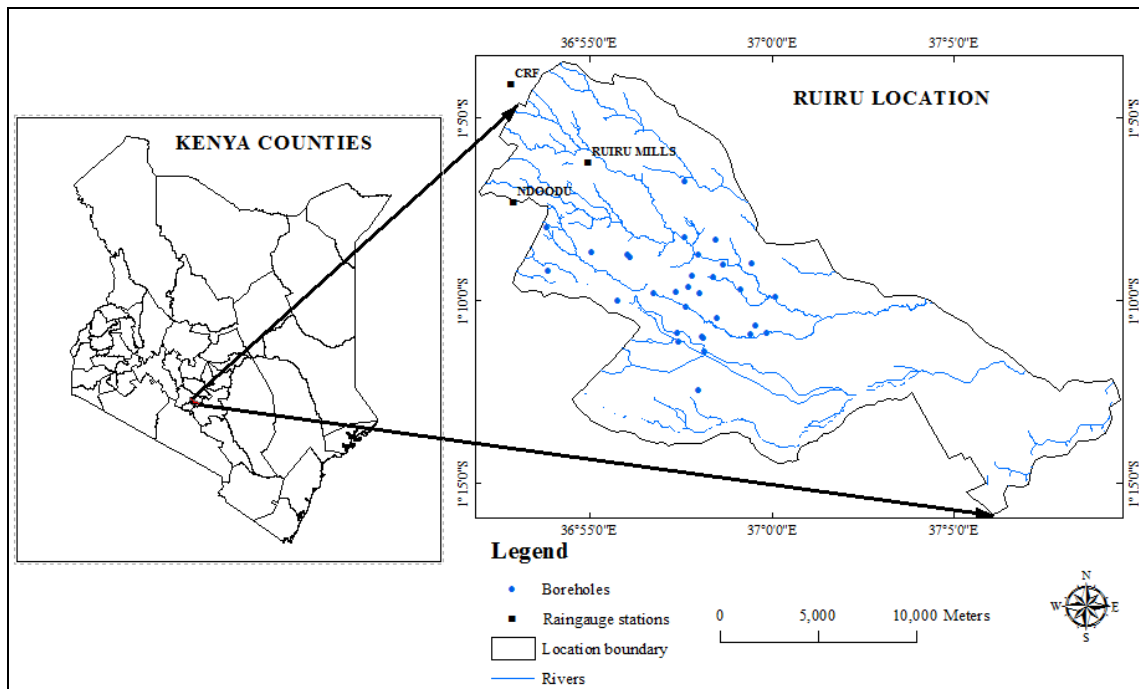 KENYA COUNTIES
36°55'0"E
37°0'0"E
37°5'0"E
RUIRU LOCATION
CRF
RUIRU MILLS
NDOODU
1°5'0"S
1°10'0"S
1°15'0"S
1°5'0"S
1°10'0"S
1°15'0"S
36°55'0"E
37°0'0"E
37°5'0"E
Legend
Boreholes
Raingauge stations
Location boundary
Rivers
0 5,000 10,000 Meters
N
W E
S